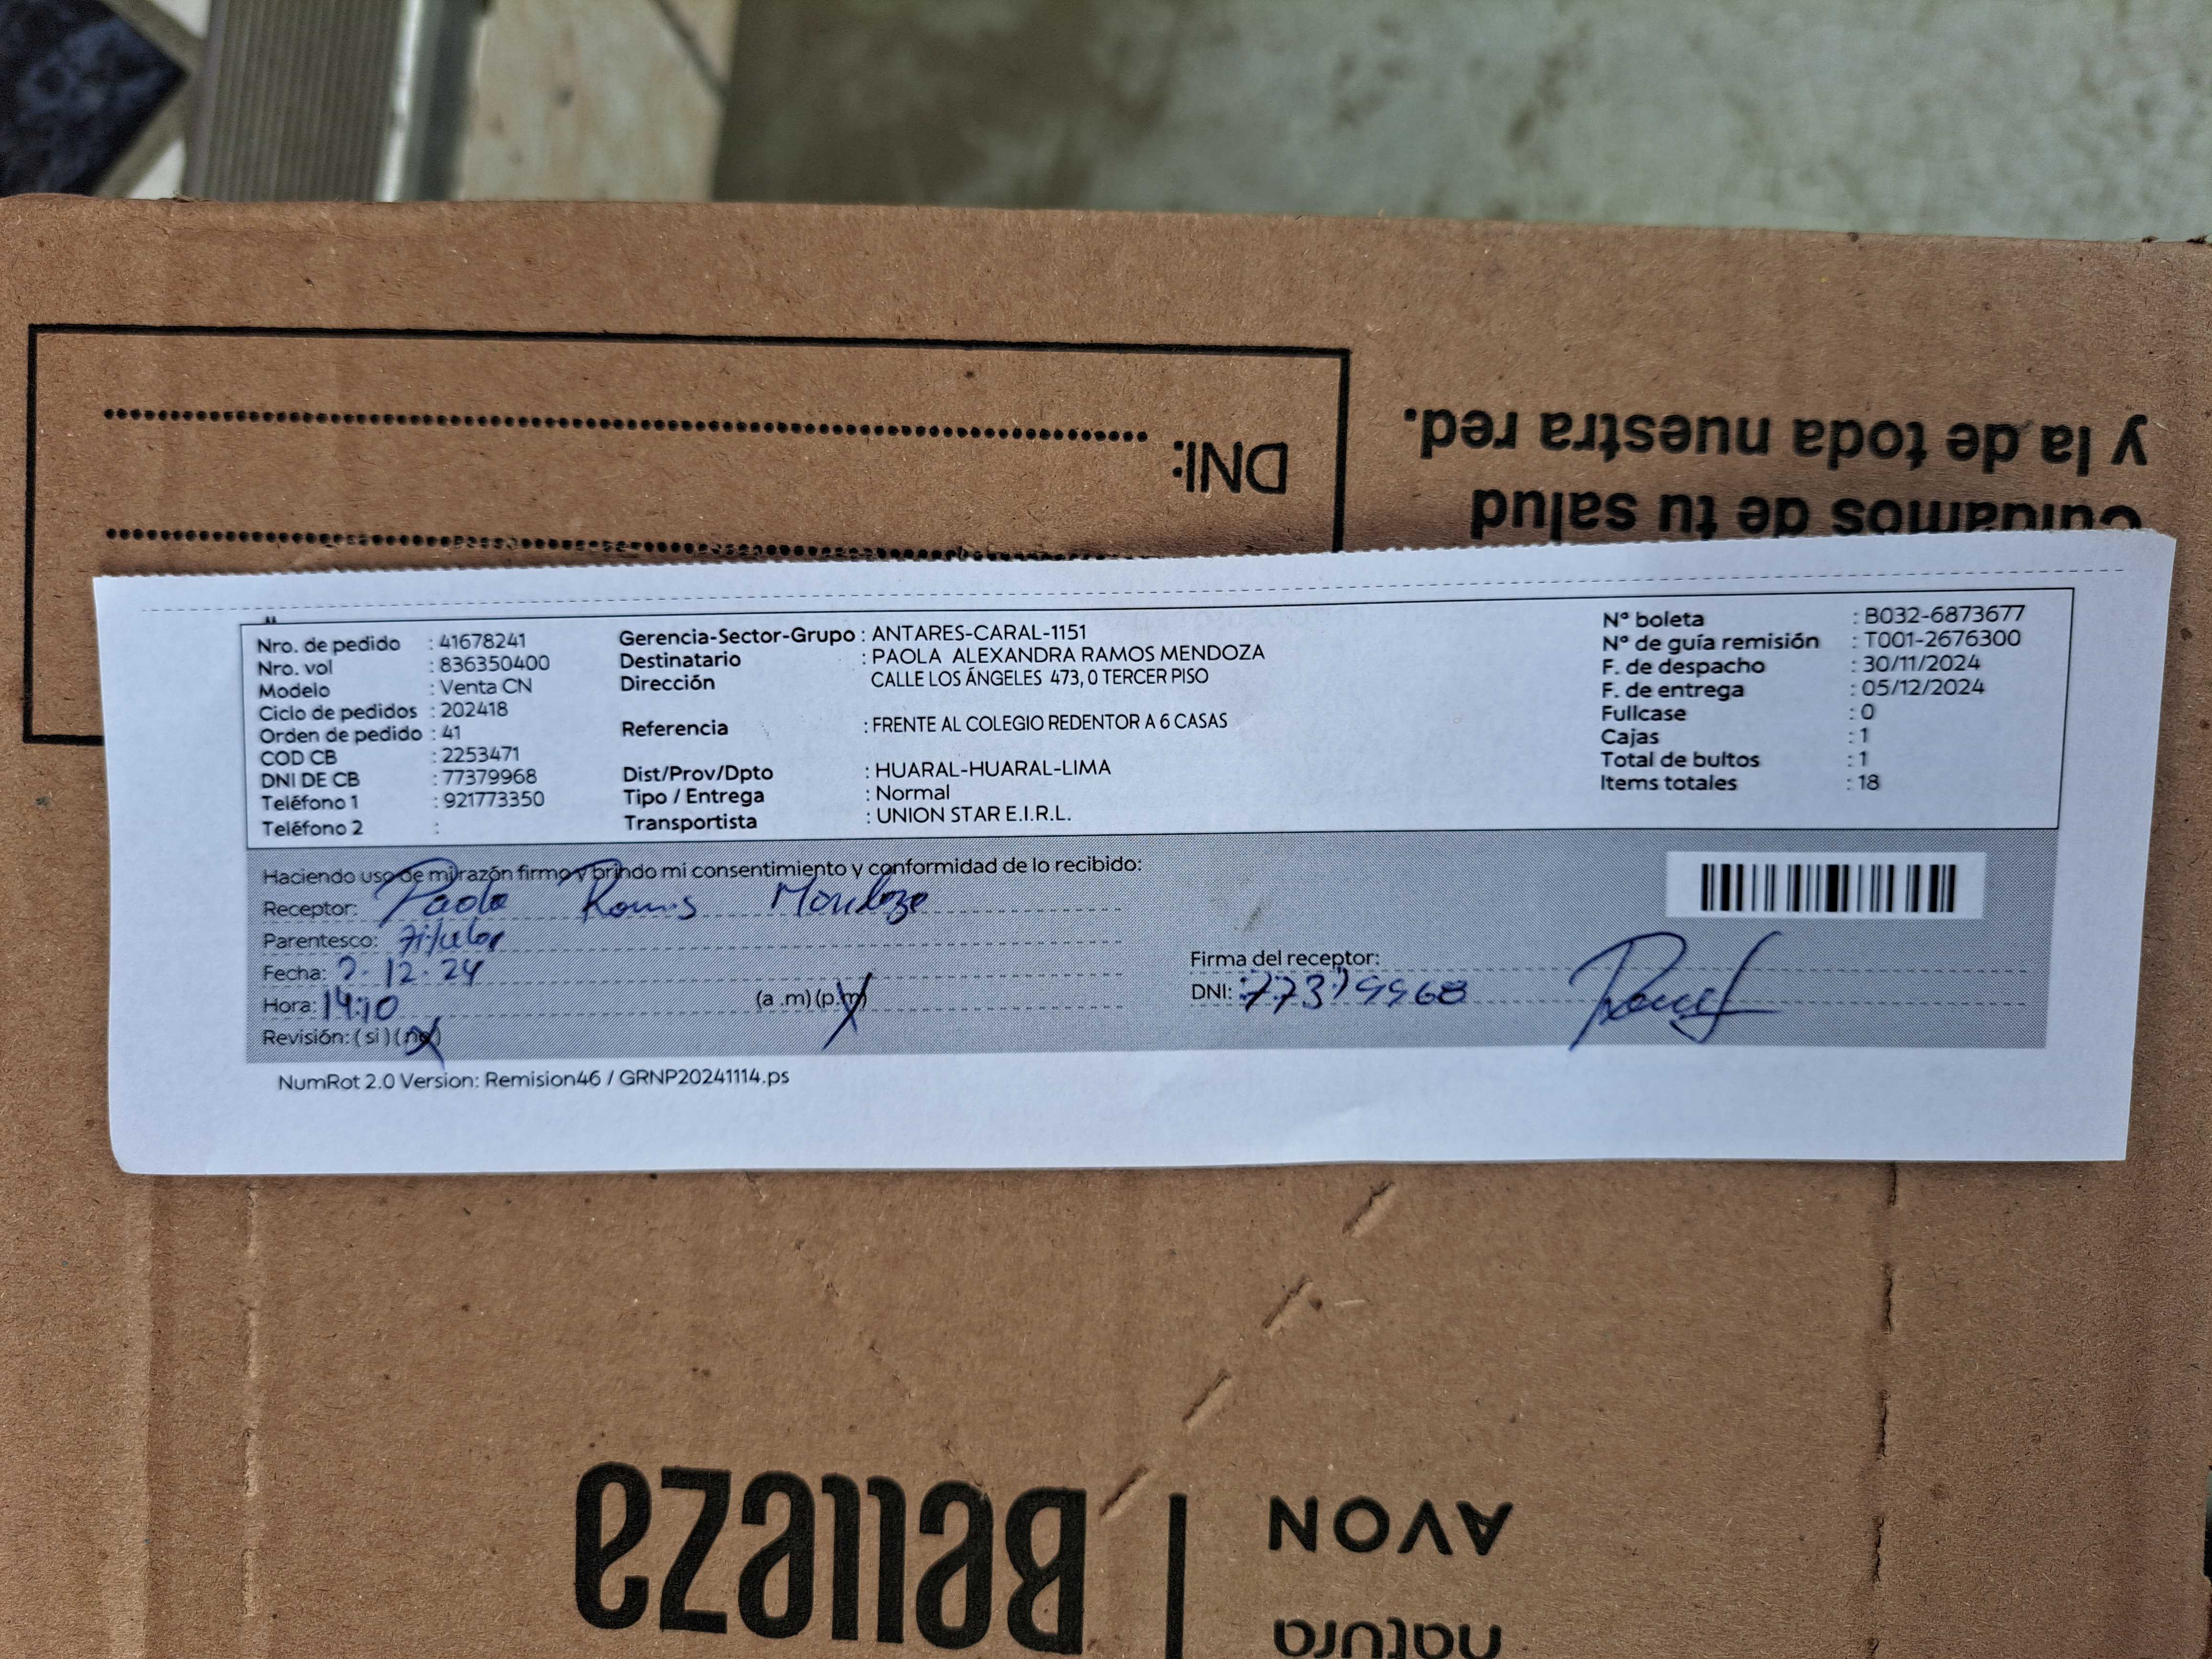 DNI:
y la de toda nuestra red.
Cuidamos de tu salud
Nro. de pedido : 41678241
Nro. vol : 836350400
Modelo : Venta CN
Ciclo de pedidos : 202418
Orden de pedido : 41
COD CB : 2253471
DNI DE CB : 77379968
Teléfono 1 : 921773350
Teléfono 2 :
Gerencia-Sector-Grupo : ANTARES-CARAL-1151
Destinatario : PAOLA ALEXANDRA RAMOS MENDOZA
Dirección CALLE LOS ÁNGELES 473, 0 TERCER PISO
Referencia : FRENTE AL COLEGIO REDENTOR A 6 CASAS
Dist/Prov/Dpto : HUARAL-HUARAL-LIMA
Tipo / Entrega : Normal
Transportista : UNION STAR E.I.R.L.
Nº boleta : B032-6873677
Nº de guía remisión : T001-2676300
F. de despacho : 30/11/2024
F. de entrega : 05/12/2024
Fullcase : 0
Cajas : 1
Total de bultos : 1
Items totales : 18
Haciendo uso de mi razón firmo y brindo mi consentimiento y conformidad de lo recibido:
Receptor: Paola Ramos Mendoza
Parentesco: Titular
Fecha: 2-12-24
Hora: 14:10 (a .m) (p.m)
Revisión: ( si ) ( no )
Firma del receptor:
DNI: 77379968
NumRot 2.0 Version: Remision46 / GRNP20241114.ps
Belleza
AVON
natura